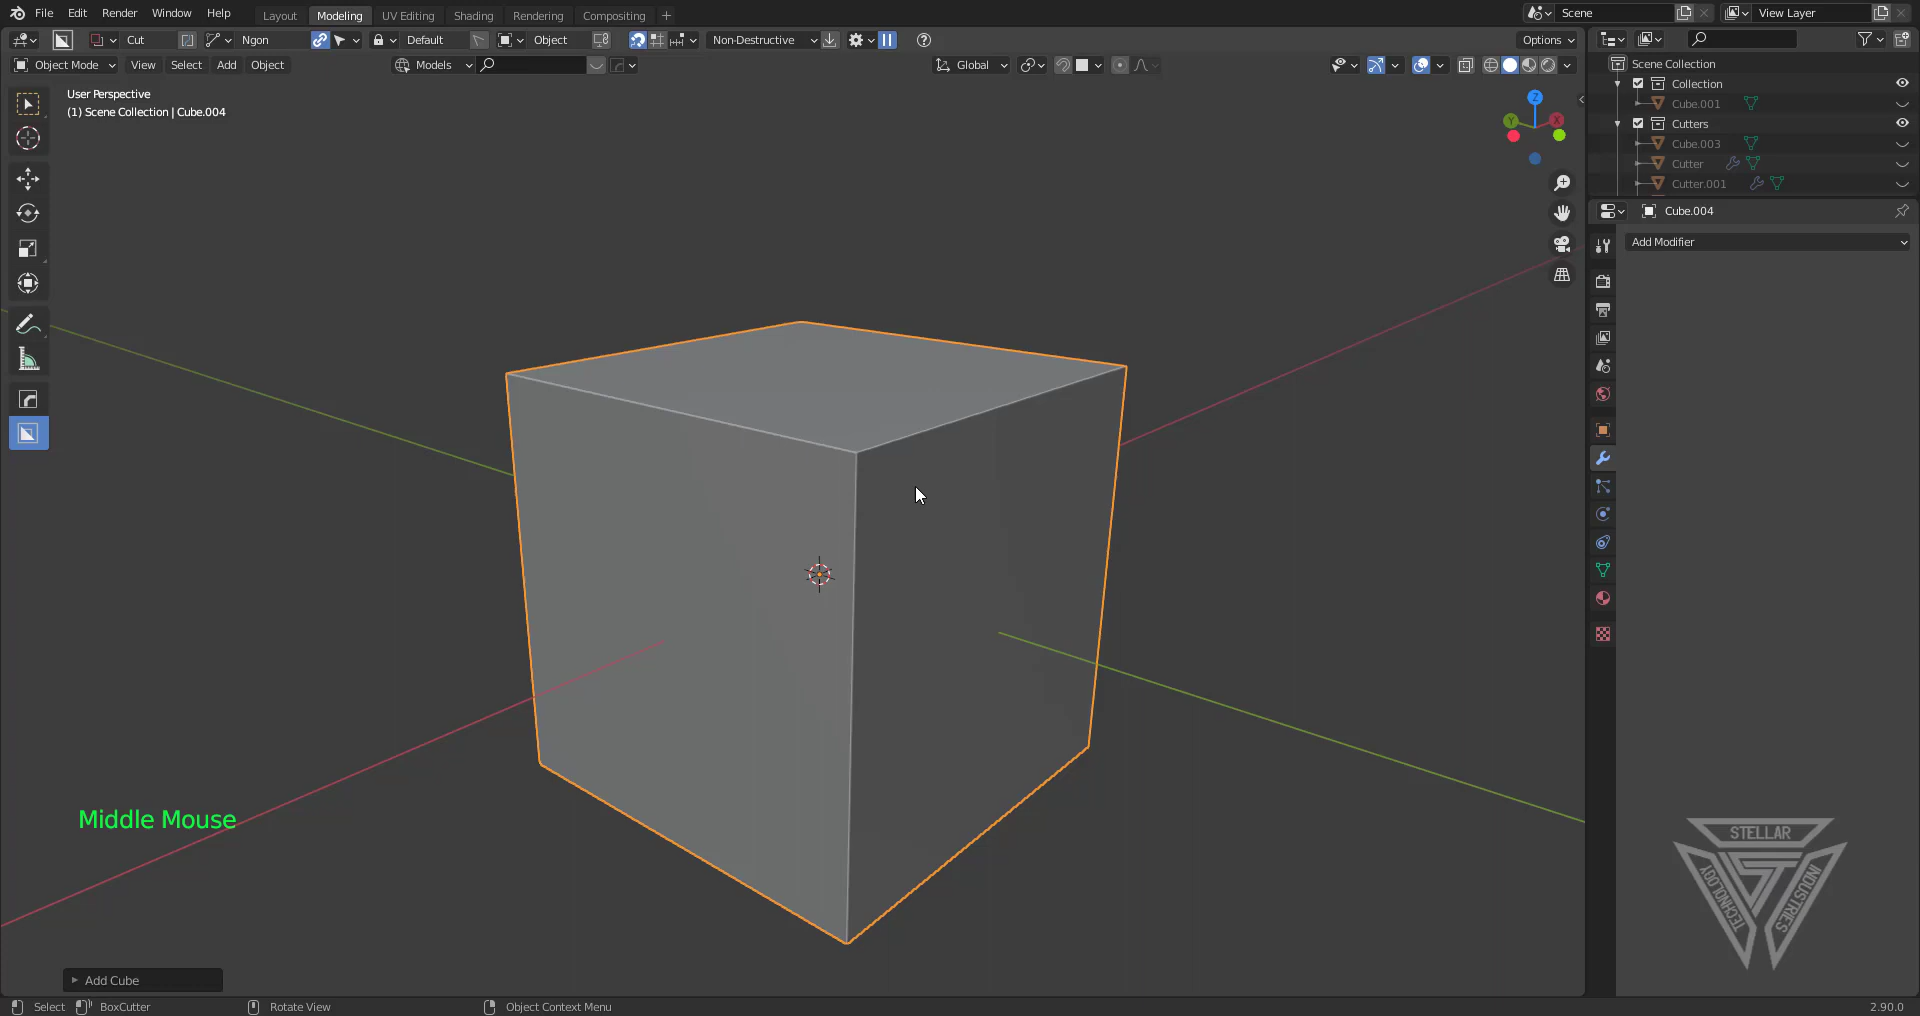 File Edit Render Window Help Layout Modeling UV Editing Shading Rendering Compositing + Scene View Layer
Cut Ngon Default Object Non-Destructive Options
Object Mode View Select Add Object Models Global
User Perspective
(1) Scene Collection | Cube.004
Z
Y
X
Scene Collection
Collection
Cube.001
Cutters
Cube.003
Cutter
Cutter.001
Cube.004
Add Modifier
Middle Mouse
STELLAR
TECHNOLOGY
INDUSTRIES
Add Cube
Select BoxCutter Rotate View Object Context Menu 2.90.0